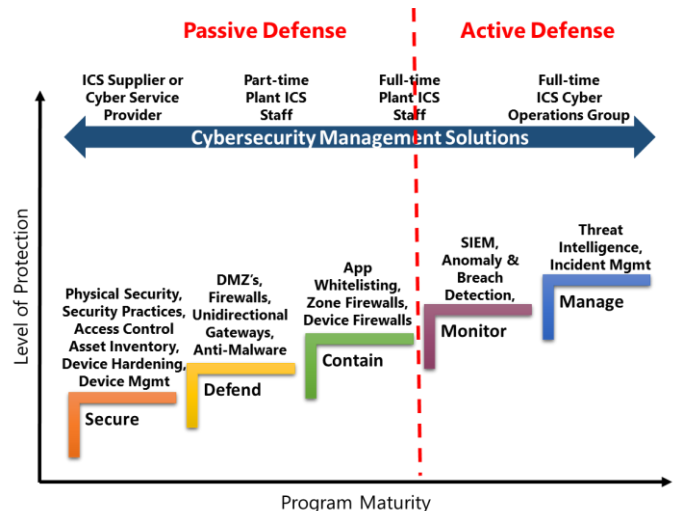 Passive Defense
Active Defense
ICS Supplier or
Cyber Service
Provider
Part-time
Plant ICS
Staff
Full-time
Plant ICS
Staff
Full-time
ICS Cyber
Operations Group
Cybersecurity Management Solutions
Level of Protection
Physical Security,
Security Practices,
Access Control
Asset Inventory,
Device Hardening,
Device Mgmt
Secure
DMZ's,
Firewalls,
Unidirectional
Gateways,
Anti-Malware
Defend
App
Whitelisting,
Zone Firewalls,
Device Firewalls
Contain
SIEM,
Anomaly &
Breach
Detection,
Monitor
Threat
Intelligence,
Incident Mgmt
Manage
Program Maturity